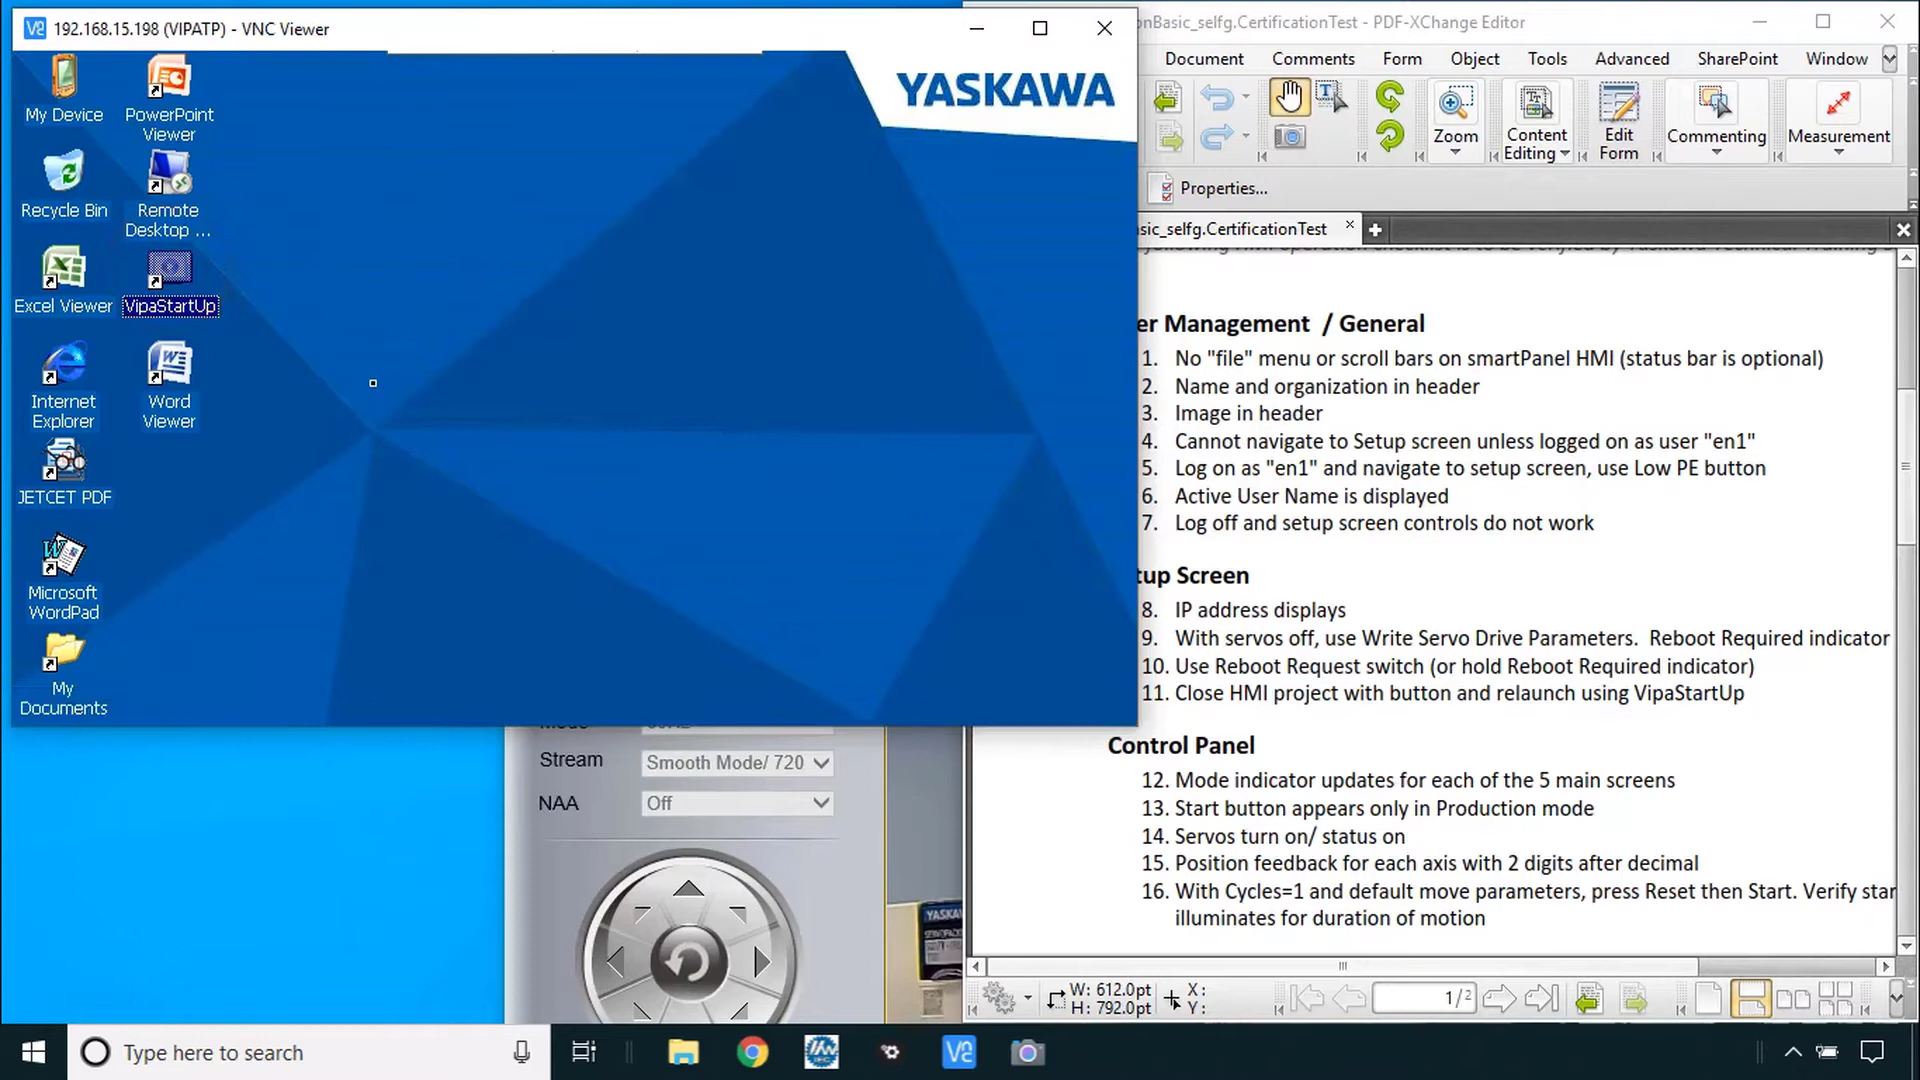 192.168.15.198 (VIPATP) - VNC Viewer
YASKAWA
My Device
PowerPoint
Viewer
Recycle Bin
Remote
Desktop ...
Excel Viewer
VipaStartUp
Internet
Explorer
Word
Viewer
JETCET PDF
Microsoft
WordPad
My
Documents
Stream
Smooth Mode/ 720
NAA
Off
YASKAWA
onBasic_selfg.CertificationTest - PDF-XChange Editor
Document
Comments
Form
Object
Tools
Advanced
SharePoint
Window
Zoom
Content
Editing
Edit
Form
Commenting
Measurement
Properties...
sic_selfg.CertificationTest
er Management / General
1. No "file" menu or scroll bars on smartPanel HMI (status bar is optional)
2. Name and organization in header
3. Image in header
4. Cannot navigate to Setup screen unless logged on as user "en1"
5. Log on as "en1" and navigate to setup screen, use Low PE button
6. Active User Name is displayed
7. Log off and setup screen controls do not work
tup Screen
8. IP address displays
9. With servos off, use Write Servo Drive Parameters. Reboot Required indicator
10. Use Reboot Request switch (or hold Reboot Required indicator)
11. Close HMI project with button and relaunch using VipaStartUp
Control Panel
12. Mode indicator updates for each of the 5 main screens
13. Start button appears only in Production mode
14. Servos turn on/ status on
15. Position feedback for each axis with 2 digits after decimal
16. With Cycles=1 and default move parameters, press Reset then Start. Verify star
illuminates for duration of motion
W: 612.0pt
H: 792.0pt
X:
Y:
1/2
Type here to search